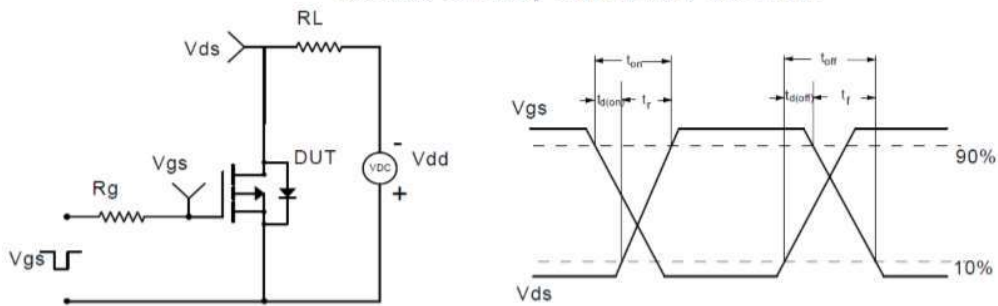 RL
Vds
Vgs
DUT
VDC
-
Vdd
+
Rg
Vgs
ton
toff
td(on)
tr
td(off)
tf
Vgs
90%
10%
Vds